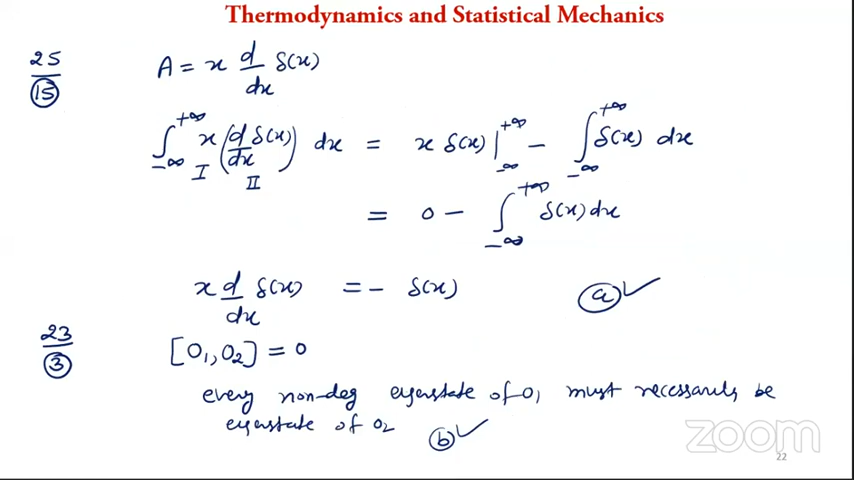 Thermodynamics and Statistical Mechanics
25/15 A = x d/dx δ(x)
∫_{-∞}^{+∞} x (d/dx δ(x)) dx = x δ(x) |_{-∞}^{+∞} - ∫_{-∞}^{+∞} δ(x) dx
I II
= 0 - ∫_{-∞}^{+∞} δ(x) dx
x d/dx δ(x) = - δ(x) (a) ✓
23/3 [O1, O2] = 0
every non-deg eigenstate of O1 must necessarily be
eigenstate of O2 (b) ✓
zoom
22